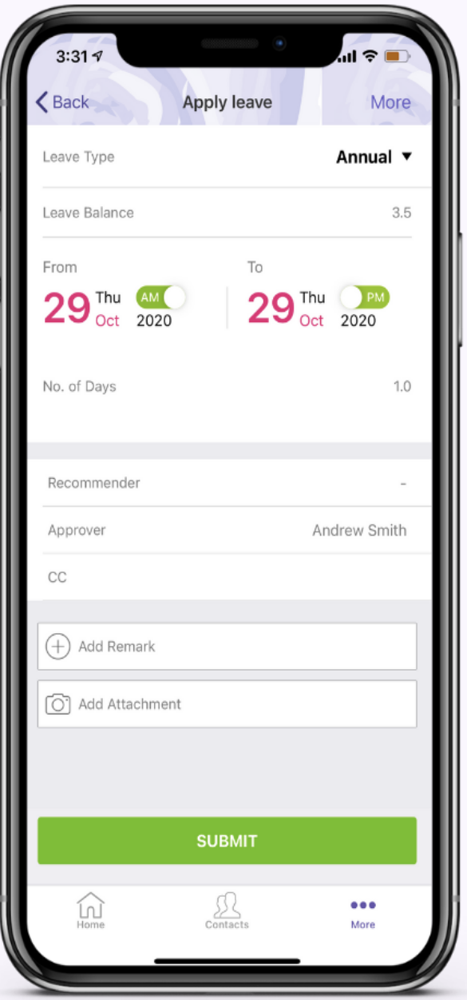 3:31
Back Apply leave More
Leave Type Annual ▼
Leave Balance 3.5
From To
29 Thu Oct AM 2020 29 Thu Oct PM 2020
No. of Days 1.0
Recommender -
Approver Andrew Smith
CC
Add Remark
Add Attachment
SUBMIT
Home Contacts More